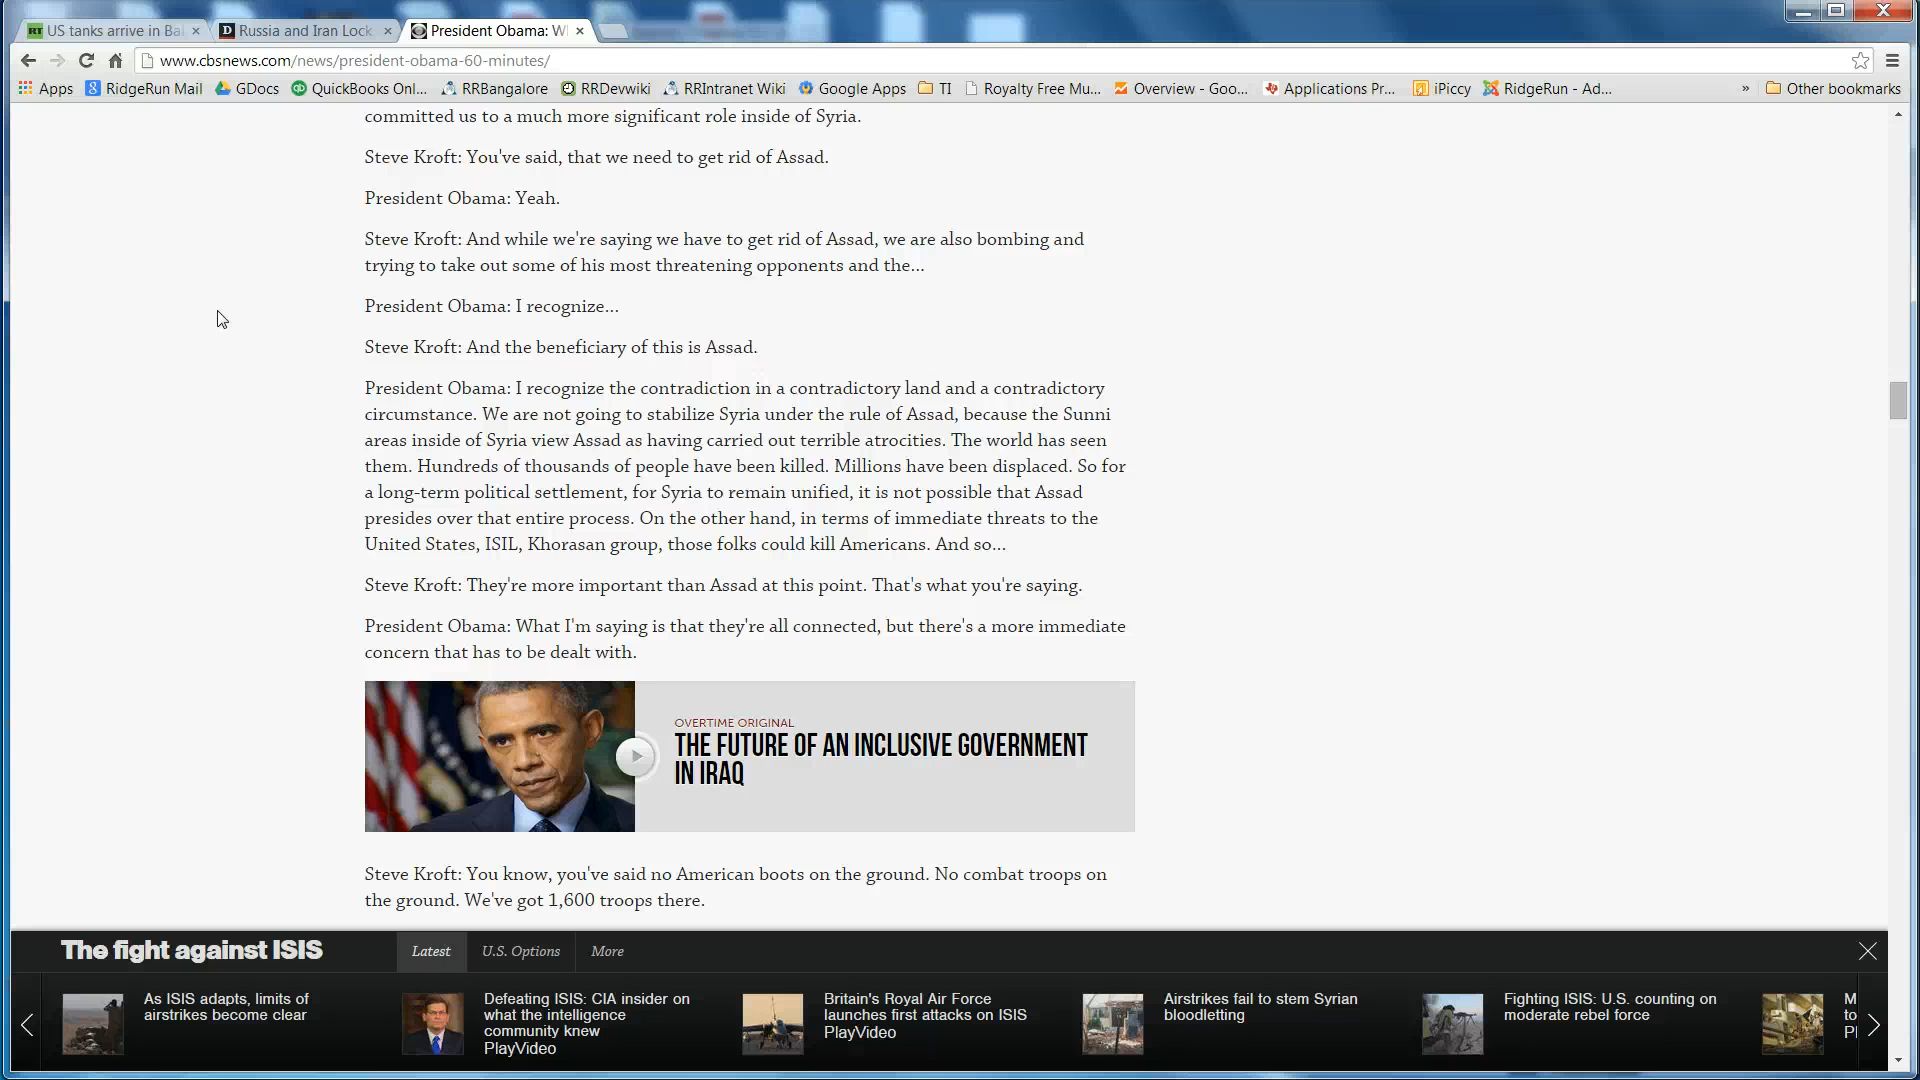 US tanks arrive in Bal
Russia and Iran Lock
President Obama: Wh
www.cbsnews.com/news/president-obama-60-minutes/
Apps
RidgeRun Mail
GDocs
QuickBooks Onl...
RRBangalore
RRDevwiki
RRIntranet Wiki
Google Apps
TI
Royalty Free Mu...
Overview - Goo...
Applications Pr...
iPiccy
RidgeRun - Ad...
»
Other bookmarks
committed us to a much more significant role inside of Syria.
Steve Kroft: You've said, that we need to get rid of Assad.
President Obama: Yeah.
Steve Kroft: And while we're saying we have to get rid of Assad, we are also bombing and
trying to take out some of his most threatening opponents and the...
President Obama: I recognize...
Steve Kroft: And the beneficiary of this is Assad.
President Obama: I recognize the contradiction in a contradictory land and a contradictory
circumstance. We are not going to stabilize Syria under the rule of Assad, because the Sunni
areas inside of Syria view Assad as having carried out terrible atrocities. The world has seen
them. Hundreds of thousands of people have been killed. Millions have been displaced. So for
a long-term political settlement, for Syria to remain unified, it is not possible that Assad
presides over that entire process. On the other hand, in terms of immediate threats to the
United States, ISIL, Khorasan group, those folks could kill Americans. And so...
Steve Kroft: They're more important than Assad at this point. That's what you're saying.
President Obama: What I'm saying is that they're all connected, but there's a more immediate
concern that has to be dealt with.
OVERTIME ORIGINAL
THE FUTURE OF AN INCLUSIVE GOVERNMENT
IN IRAQ
Steve Kroft: You know, you've said no American boots on the ground. No combat troops on
the ground. We've got 1,600 troops there.
The fight against ISIS
Latest
U.S. Options
More
As ISIS adapts, limits of
airstrikes become clear
Defeating ISIS: CIA insider on
what the intelligence
community knew
PlayVideo
Britain's Royal Air Force
launches first attacks on ISIS
PlayVideo
Airstrikes fail to stem Syrian
bloodletting
Fighting ISIS: U.S. counting on
moderate rebel force
M
to
Pl